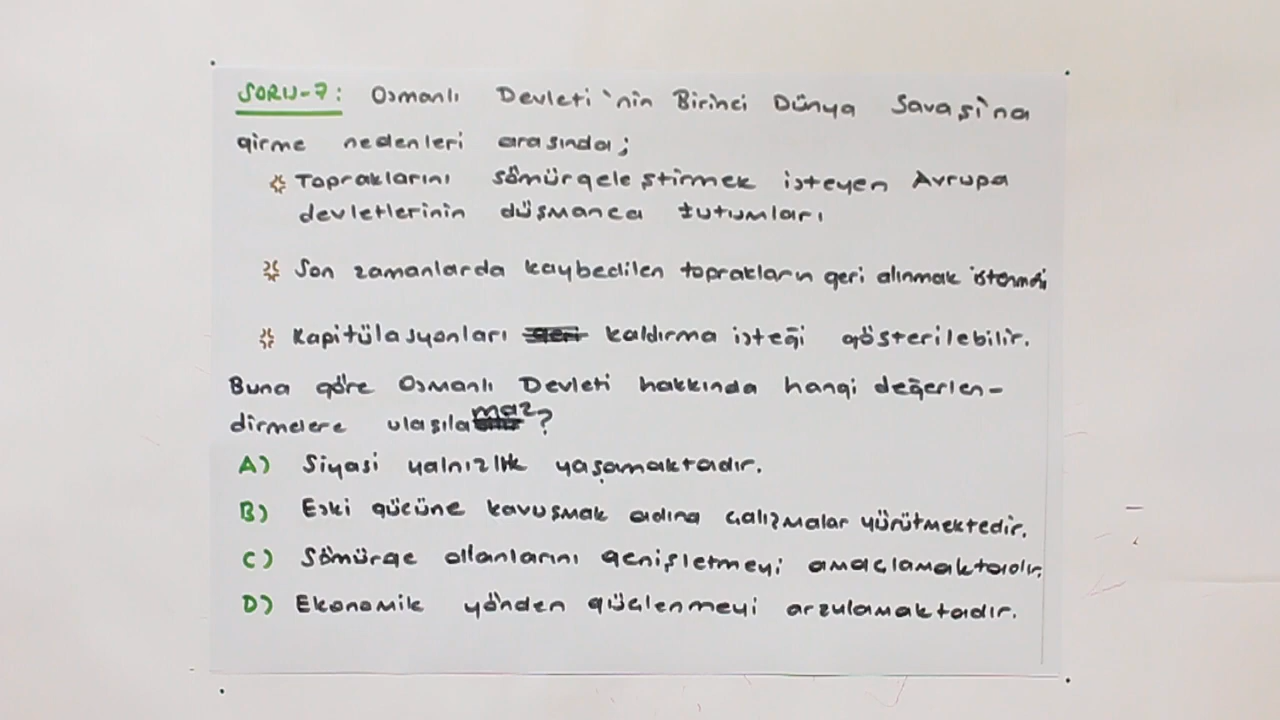 SORU-7: Osmanlı Devleti'nin Birinci Dünya Savaşı'na
girme nedenleri arasında;
Topraklarını sömürgeleştirmek isteyen Avrupa
devletlerinin düşmanca tutumları
Son zamanlarda kaybedilen toprakların geri alınmak istenmesi
Kapitülasyonları kaldırma isteği gösterilebilir.
Buna göre Osmanlı Devleti hakkında hangi değerlen-
dirmelere ulaşılamaz?
A) Siyasi yalnızlık yaşamaktadır.
B) Eski gücüne kavuşmak adına çalışmalar yürütmektedir.
C) Sömürge alanlarını genişletmeyi amaçlamaktadır.
D) Ekonomik yönden güçlenmeyi arzulamaktadır.